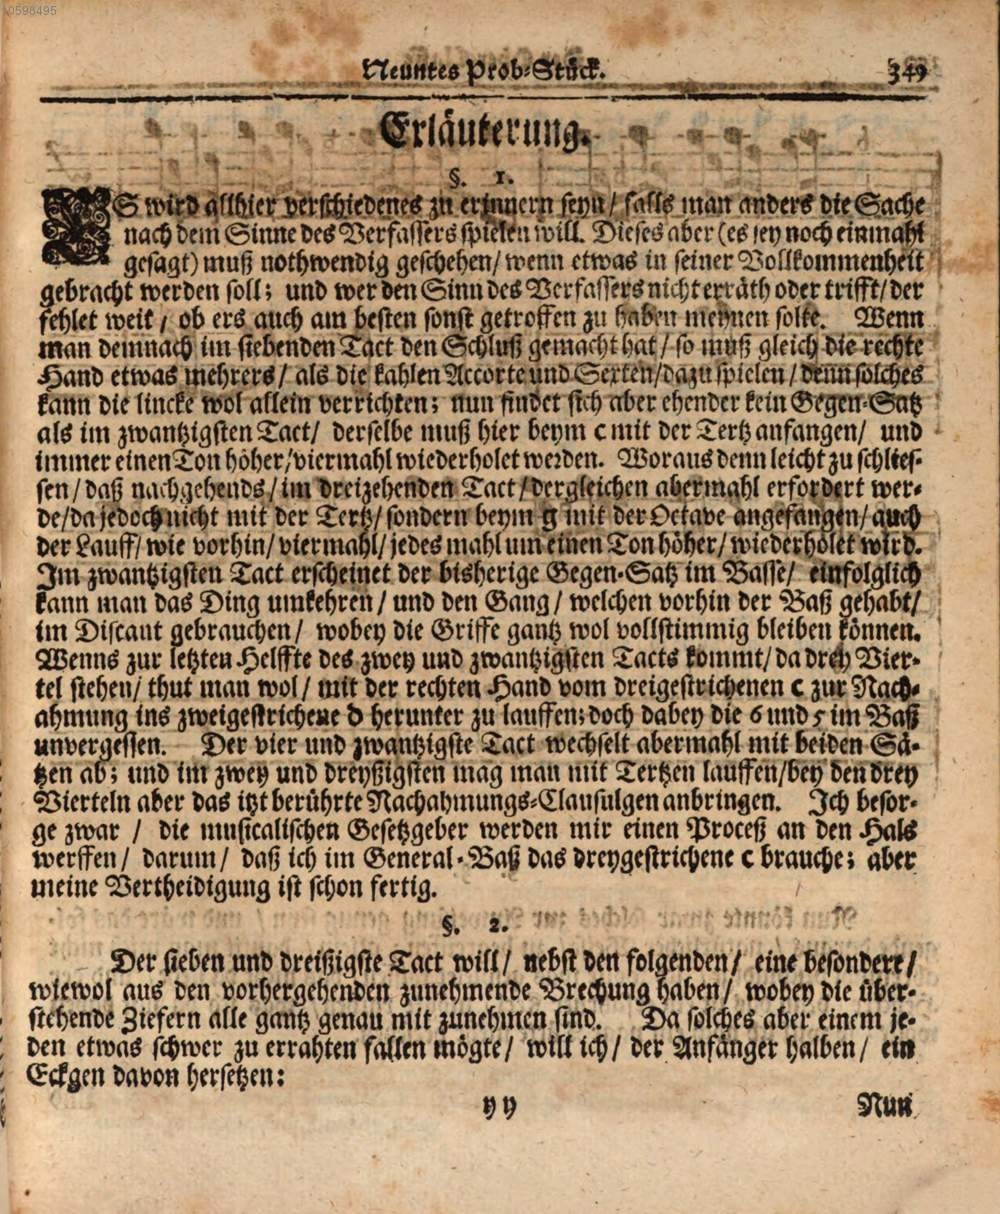 0598495
Neuntes Prob-Stück. 349
Erläuterung.
§. 1.
ES wird allhier verschiedenes zu erinnern seyn/ falls man anders die Sache
nach dem Sinne des Verfassers spielen will. Dieses aber (es sey noch einmahl
gesagt) muß nothwendig geschehen/ wenn etwas in seiner Vollkommenheit
gebracht werden soll; und wer den Sinn des Verfassers nicht erräth oder trifft/ der
fehlet weit/ ob ers auch am besten sonst getroffen zu haben meynen solte. Wenn
man demnach im siebenden Tact den Schluß gemacht hat/ so muß gleich die rechte
Hand etwas mehrers/ als die kahlen Accorte und Sexten/ dazu spielen/ denn solches
kann die lincke wol allein verrichten; nun findet sich aber ehender kein Gegen-Satz
als im zwantzigsten Tact/ derselbe muß hier beym c mit der Tertz anfangen/ und
immer einen Ton höher/ viermahl wiederholet werden. Woraus denn leicht zu schlies-
sen/ daß nachgehends/ im dreizehenden Tact/ dergleichen abermahl erfordert wer-
de/ da jedoch nicht mit der Tertz/ sondern beym g mit der Octave angefangen/ auch
der Lauff/ wie vorhin/ viermahl/ jedes mahl um einen Ton höher/ wiederholet wird.
Im zwantzigsten Tact erscheinet der bisherige Gegen-Satz im Basse/ einfolglich
kann man das Ding umkehren/ und den Gang/ welchen vorhin der Baß gehabt/
im Discant gebrauchen/ wobey die Griffe gantz wol vollstimmig bleiben können.
Wenns zur letzten Helffte des zwey und zwantzigsten Tacts kommt/ da drey Vier-
tel stehen/ thut man wol/ mit der rechten Hand vom dreigestrichenen c zur Nach-
ahmung ins zweigestrichene d herunter zu lauffen; doch dabey die 6 und 5 im Baß
unvergessen. Der vier und zwantzigste Tact wechselt abermahl mit beiden Sä-
tzen ab; und im zwey und dreyßigsten mag man mit Tertzen lauffen/ bey den drey
Vierteln aber das itzt berührte Nachahmungs-Clausulgen anbringen. Ich besor-
ge zwar / die musicalischen Gesetzgeber werden mir einen Proceß an den Hals
werffen/ darum/ daß ich im General-Baß das dreygestrichene c brauche; aber
meine Vertheidigung ist schon fertig.
§. 2.
Der sieben und dreißigste Tact will/ nebst den folgenden/ eine besondere/
wiewol aus den vorhergehenden zunehmende Brechung haben/ wobey die über-
stehende Ziefern alle gantz genau mit zunehmen sind. Da solches aber einem je-
den etwas schwer zu errahten fallen mögte/ will ich/ der Anfänger halben/ ein
Eckgen davon hersetzen:
y y Nun